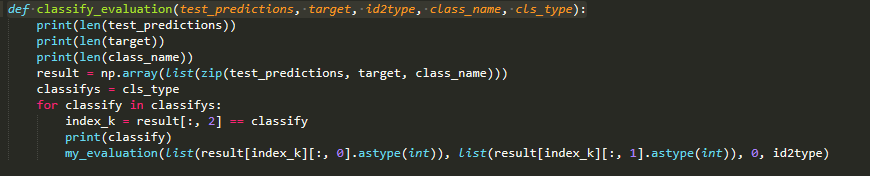 def classify_evaluation(test_predictions, target, id2type, class_name, cls_type):
    print(len(test_predictions))
    print(len(target))
    print(len(class_name))
    result = np.array(list(zip(test_predictions, target, class_name)))
    classifys = cls_type
    for classify in classifys:
        index_k = result[:, 2] == classify
        print(classify)
        my_evaluation(list(result[index_k][:, 0].astype(int)), list(result[index_k][:, 1].astype(int)), 0, id2type)